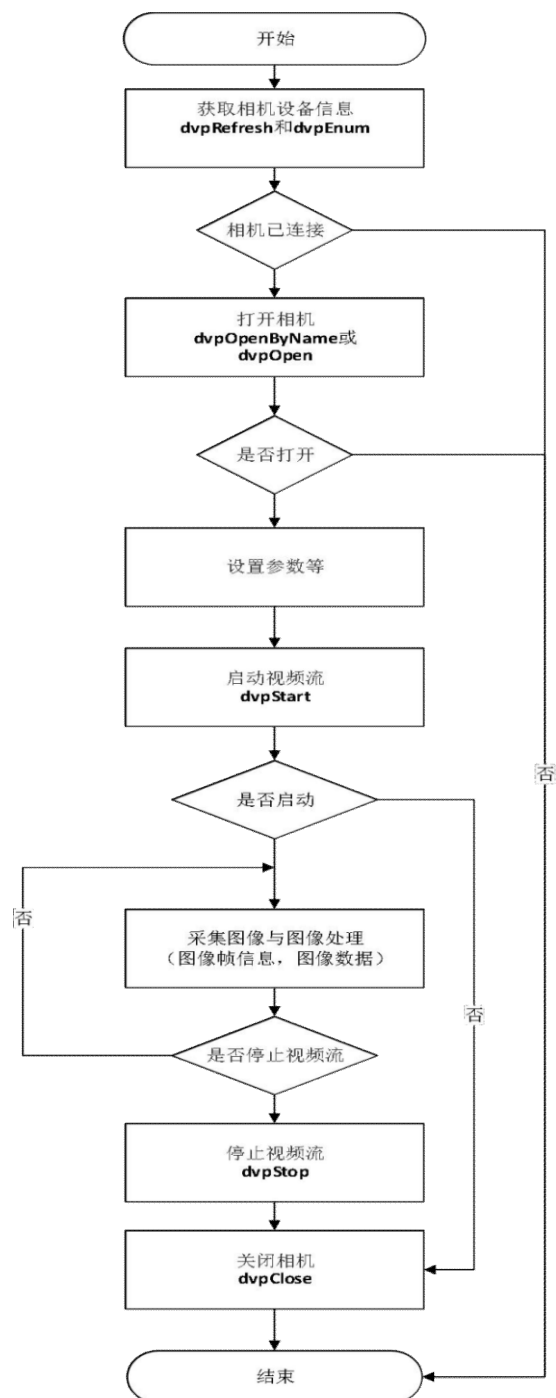 开始
获取相机设备信息
dvpRefresh和dvpEnum
相机已连接
打开相机
dvpOpenByName或
dvpOpen
是否打开
设置参数等
启动视频流
dvpStart
否
是否启动
否
采集图像与图像处理
（图像帧信息，图像数据）
否
是否停止视频流
停止视频流
dvpStop
关闭相机
dvpClose
结束